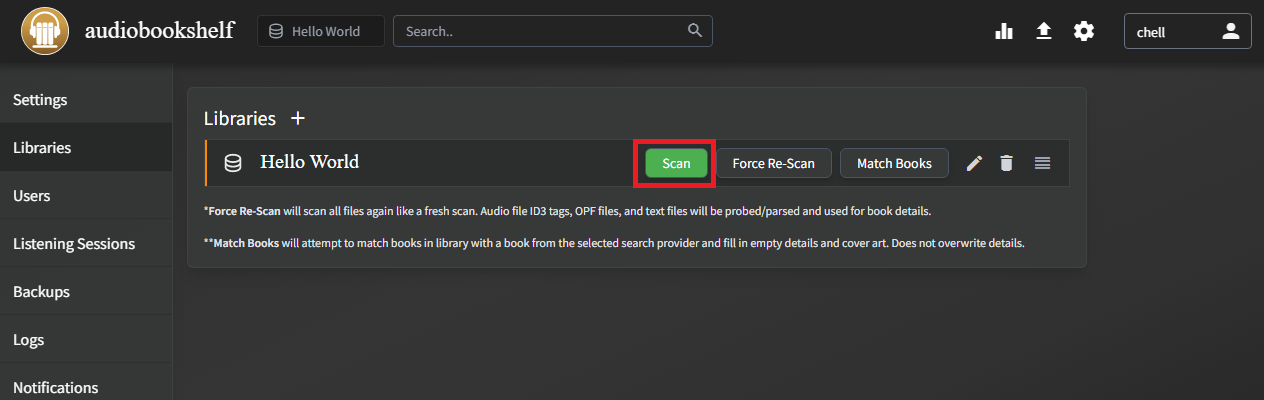 audiobookshelf
Hello World
Search..
chell
Settings
Libraries
Users
Listening Sessions
Backups
Logs
Notifications
Libraries +
Hello World
Scan
Force Re-Scan
Match Books
*Force Re-Scan will scan all files again like a fresh scan. Audio file ID3 tags, OPF files, and text files will be probed/parsed and used for book details.
**Match Books will attempt to match books in library with a book from the selected search provider and fill in empty details and cover art. Does not overwrite details.